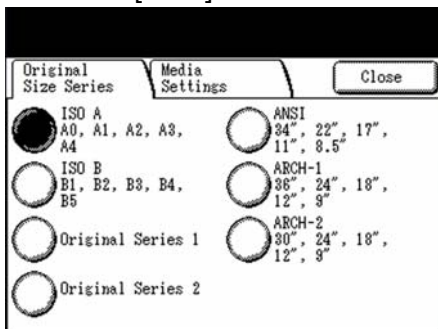 Original
Size Series
Media
Settings
Close
ISO A
A0, A1, A2, A3,
A4
ISO B
B1, B2, B3, B4,
B5
Original Series 1
Original Series 2
ANSI
34", 22", 17",
11", 8.5"
ARCH-1
36", 24", 18",
12", 9"
ARCH-2
30", 24", 18",
12", 9"